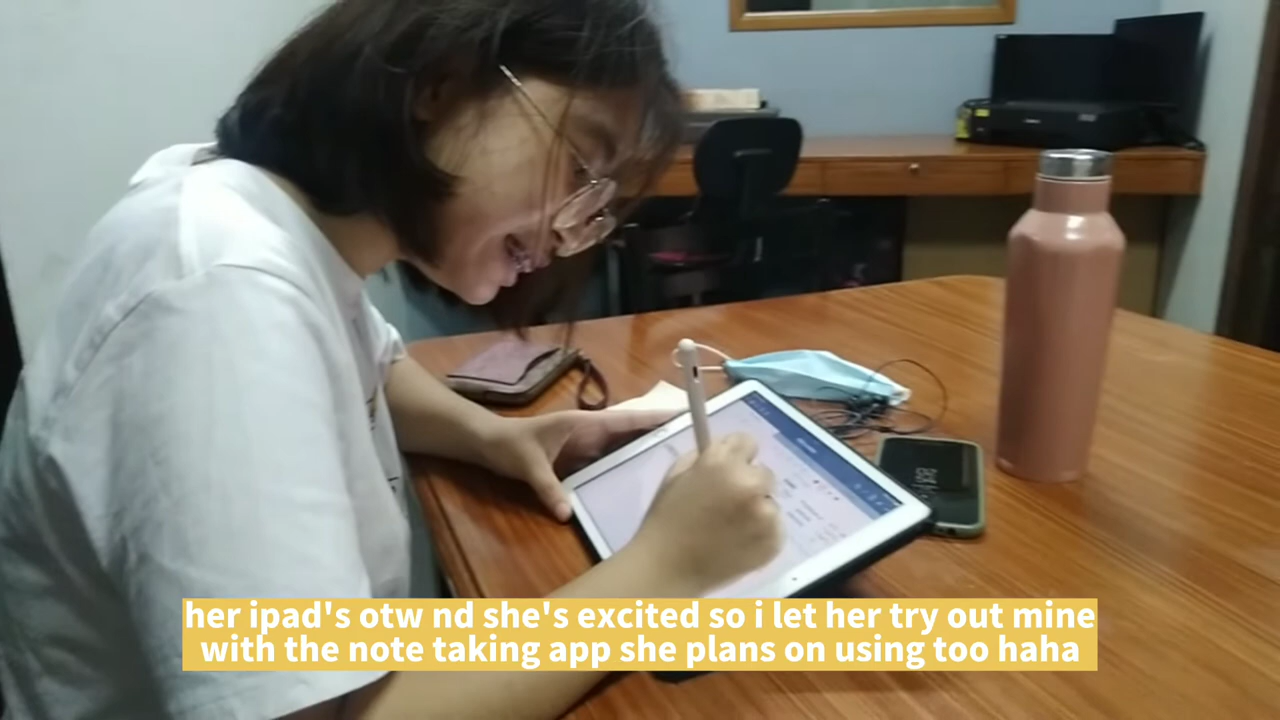 her ipad's otw nd she's excited so i let her try out mine
with the note taking app she plans on using too haha